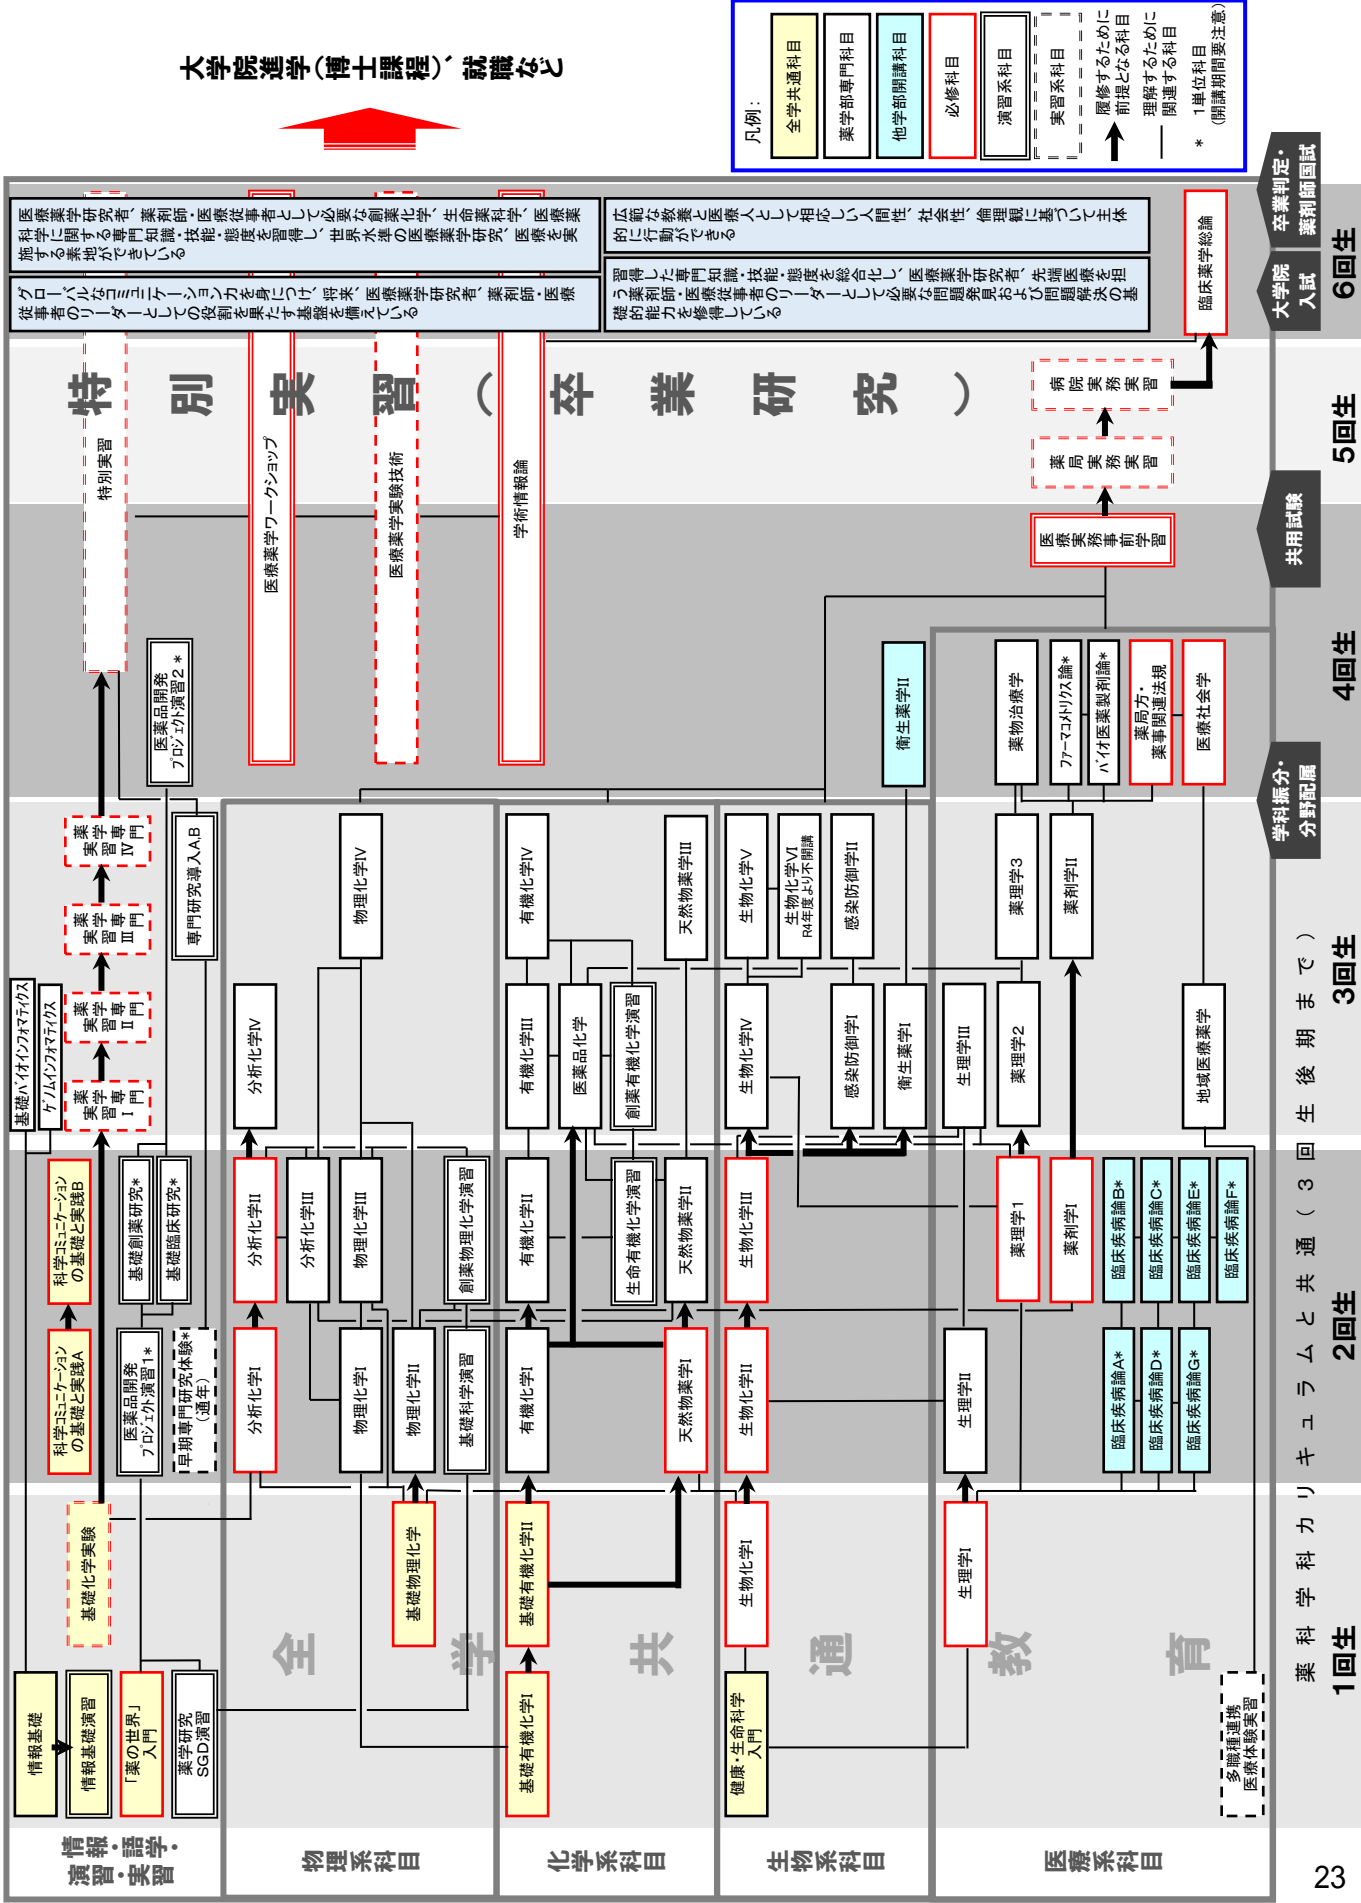 大学院進学(博士課程)、就職など
凡例：
全学共通科目
薬学部専門科目
他学部開講科目
必修科目
演習系科目
実習系科目
履修するために
前提となる科目
理解するために
関連する科目
* 1単位科目
(開講期間要注意)
医療薬学研究者、薬剤師・医療従事者として必要な創薬化学、生命薬科学、医療薬
科学に関する専門知識・技能・態度を習得し、世界水準の医療薬学研究、医療を実
施する素地ができている
グローバルなコミュニケーション力を身につけ、将来、医療薬学研究者、薬剤師・医療
従事者のリーダーとしての役割を果たす基盤を備えている
広範な教養と医療人として相応しい人間性、社会性、倫理観に基づいて主体
的に行動ができる
習得した専門知識・技能・態度を総合化し、医療薬学研究者、先端医療を担
う薬剤師・医療従事者のリーダーとして必要な問題発見および問題解決の基
礎的能力を修得している
特別実習(卒業研究)
特別実習
医療薬学ワークショップ
医療薬学実験技術
学術情報論
臨床薬学総論
病院実務実習
薬局実務実習
医療実務事前学習
卒業判定・
薬剤師国試
大学院
入試
共用試験
学科振分・
分野配属
6回生
5回生
4回生
3回生
2回生
1回生
薬科学科カリキュラムと共通(3回生後期まで)
全学共通教育
情報・語学・
演習・実習
情報基礎
情報基礎演習
「薬の世界」
入門
薬学研究
SGD演習
基礎化学実験
科学コミュニケーション
の基礎と実践A
科学コミュニケーション
の基礎と実践B
医薬品開発
プロジェクト演習1*
早期専門研究体験*
(通年)
基礎創薬研究*
基礎臨床研究*
基礎バイオインフォマティクス
ゲノムインフォマティクス
薬学専門
実習I
薬学専門
実習II
薬学専門
実習III
薬学専門
実習IV
専門研究導入A,B
医薬品開発
プロジェクト演習2 *
物理系科目
基礎物理化学
分析化学I
物理化学I
物理化学II
基礎科学演習
分析化学II
分析化学III
物理化学III
創薬物理化学演習
分析化学IV
物理化学IV
化学系科目
基礎有機化学I
基礎有機化学II
有機化学I
天然物薬学I
有機化学II
生命有機化学演習
天然物薬学II
有機化学III
医薬品化学
創薬有機化学演習
有機化学IV
天然物薬学III
生物系科目
健康・生命科学
入門
生物化学I
生物化学II
生物化学III
生物化学IV
感染防御学I
衛生薬学I
生物化学V
生物化学VI
R4年度より不開講
感染防御学II
衛生薬学II
医療系科目
多職種連携
医療体験実習
生理学I
生理学II
臨床疾病論A*
臨床疾病論D*
臨床疾病論G*
薬理学1
薬剤学I
臨床疾病論B*
臨床疾病論C*
臨床疾病論E*
臨床疾病論F*
生理学III
薬理学2
地域医療薬学
薬理学3
薬剤学II
薬物治療学
ファーマコメトリクス論*
バイオ医薬製剤論*
薬局方・
薬事関連法規
医療社会学
23